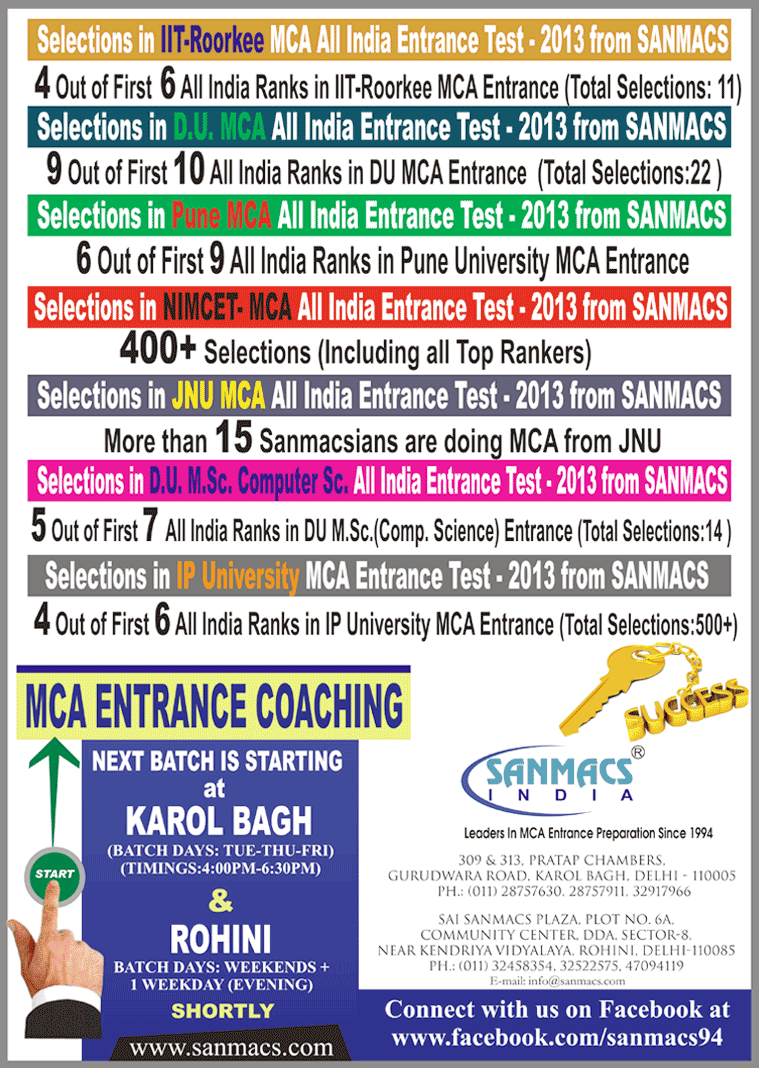 Selections in IIT-Roorkee MCA All India Entrance Test - 2013 from SANMACS
4 Out of First 6 All India Ranks in IIT-Roorkee MCA Entrance (Total Selections: 11)
Selections in D.U. MCA All India Entrance Test - 2013 from SANMACS
9 Out of First 10 All India Ranks in DU MCA Entrance (Total Selections:22 )
Selections in Pune MCA All India Entrance Test - 2013 from SANMACS
6 Out of First 9 All India Ranks in Pune University MCA Entrance
Selections in NIMCET- MCA All India Entrance Test - 2013 from SANMACS
400+ Selections (Including all Top Rankers)
Selections in JNU MCA All India Entrance Test - 2013 from SANMACS
More than 15 Sanmacsians are doing MCA from JNU
Selections in D.U. M.Sc. Computer Sc. All India Entrance Test - 2013 from SANMACS
5 Out of First 7 All India Ranks in DU M.Sc.(Comp. Science) Entrance (Total Selections:14 )
Selections in IP University MCA Entrance Test - 2013 from SANMACS
4 Out of First 6 All India Ranks in IP University MCA Entrance (Total Selections:500+)
MCA ENTRANCE COACHING
NEXT BATCH IS STARTING
at
KAROL BAGH
(BATCH DAYS: TUE-THU-FRI)
(TIMINGS:4:00PM-6:30PM)
&
ROHINI
BATCH DAYS: WEEKENDS +
1 WEEKDAY (EVENING)
SHORTLY
www.sanmacs.com
START
SUCCESS
SANMACS ®
INDIA
Leaders In MCA Entrance Preparation Since 1994
309 & 313, PRATAP CHAMBERS,
GURUDWARA ROAD, KAROL BAGH, DELHI - 110005
PH.: (011) 28757630, 28757911, 32917966
SAI SANMACS PLAZA, PLOT NO. 6A,
COMMUNITY CENTER, DDA, SECTOR-8,
NEAR KENDRIYA VIDYALAYA, ROHINI, DELHI-110085
PH.: (011) 32458354, 32522575, 47094119
E-mail: info@sanmacs.com
Connect with us on Facebook at
www.facebook.com/sanmacs94